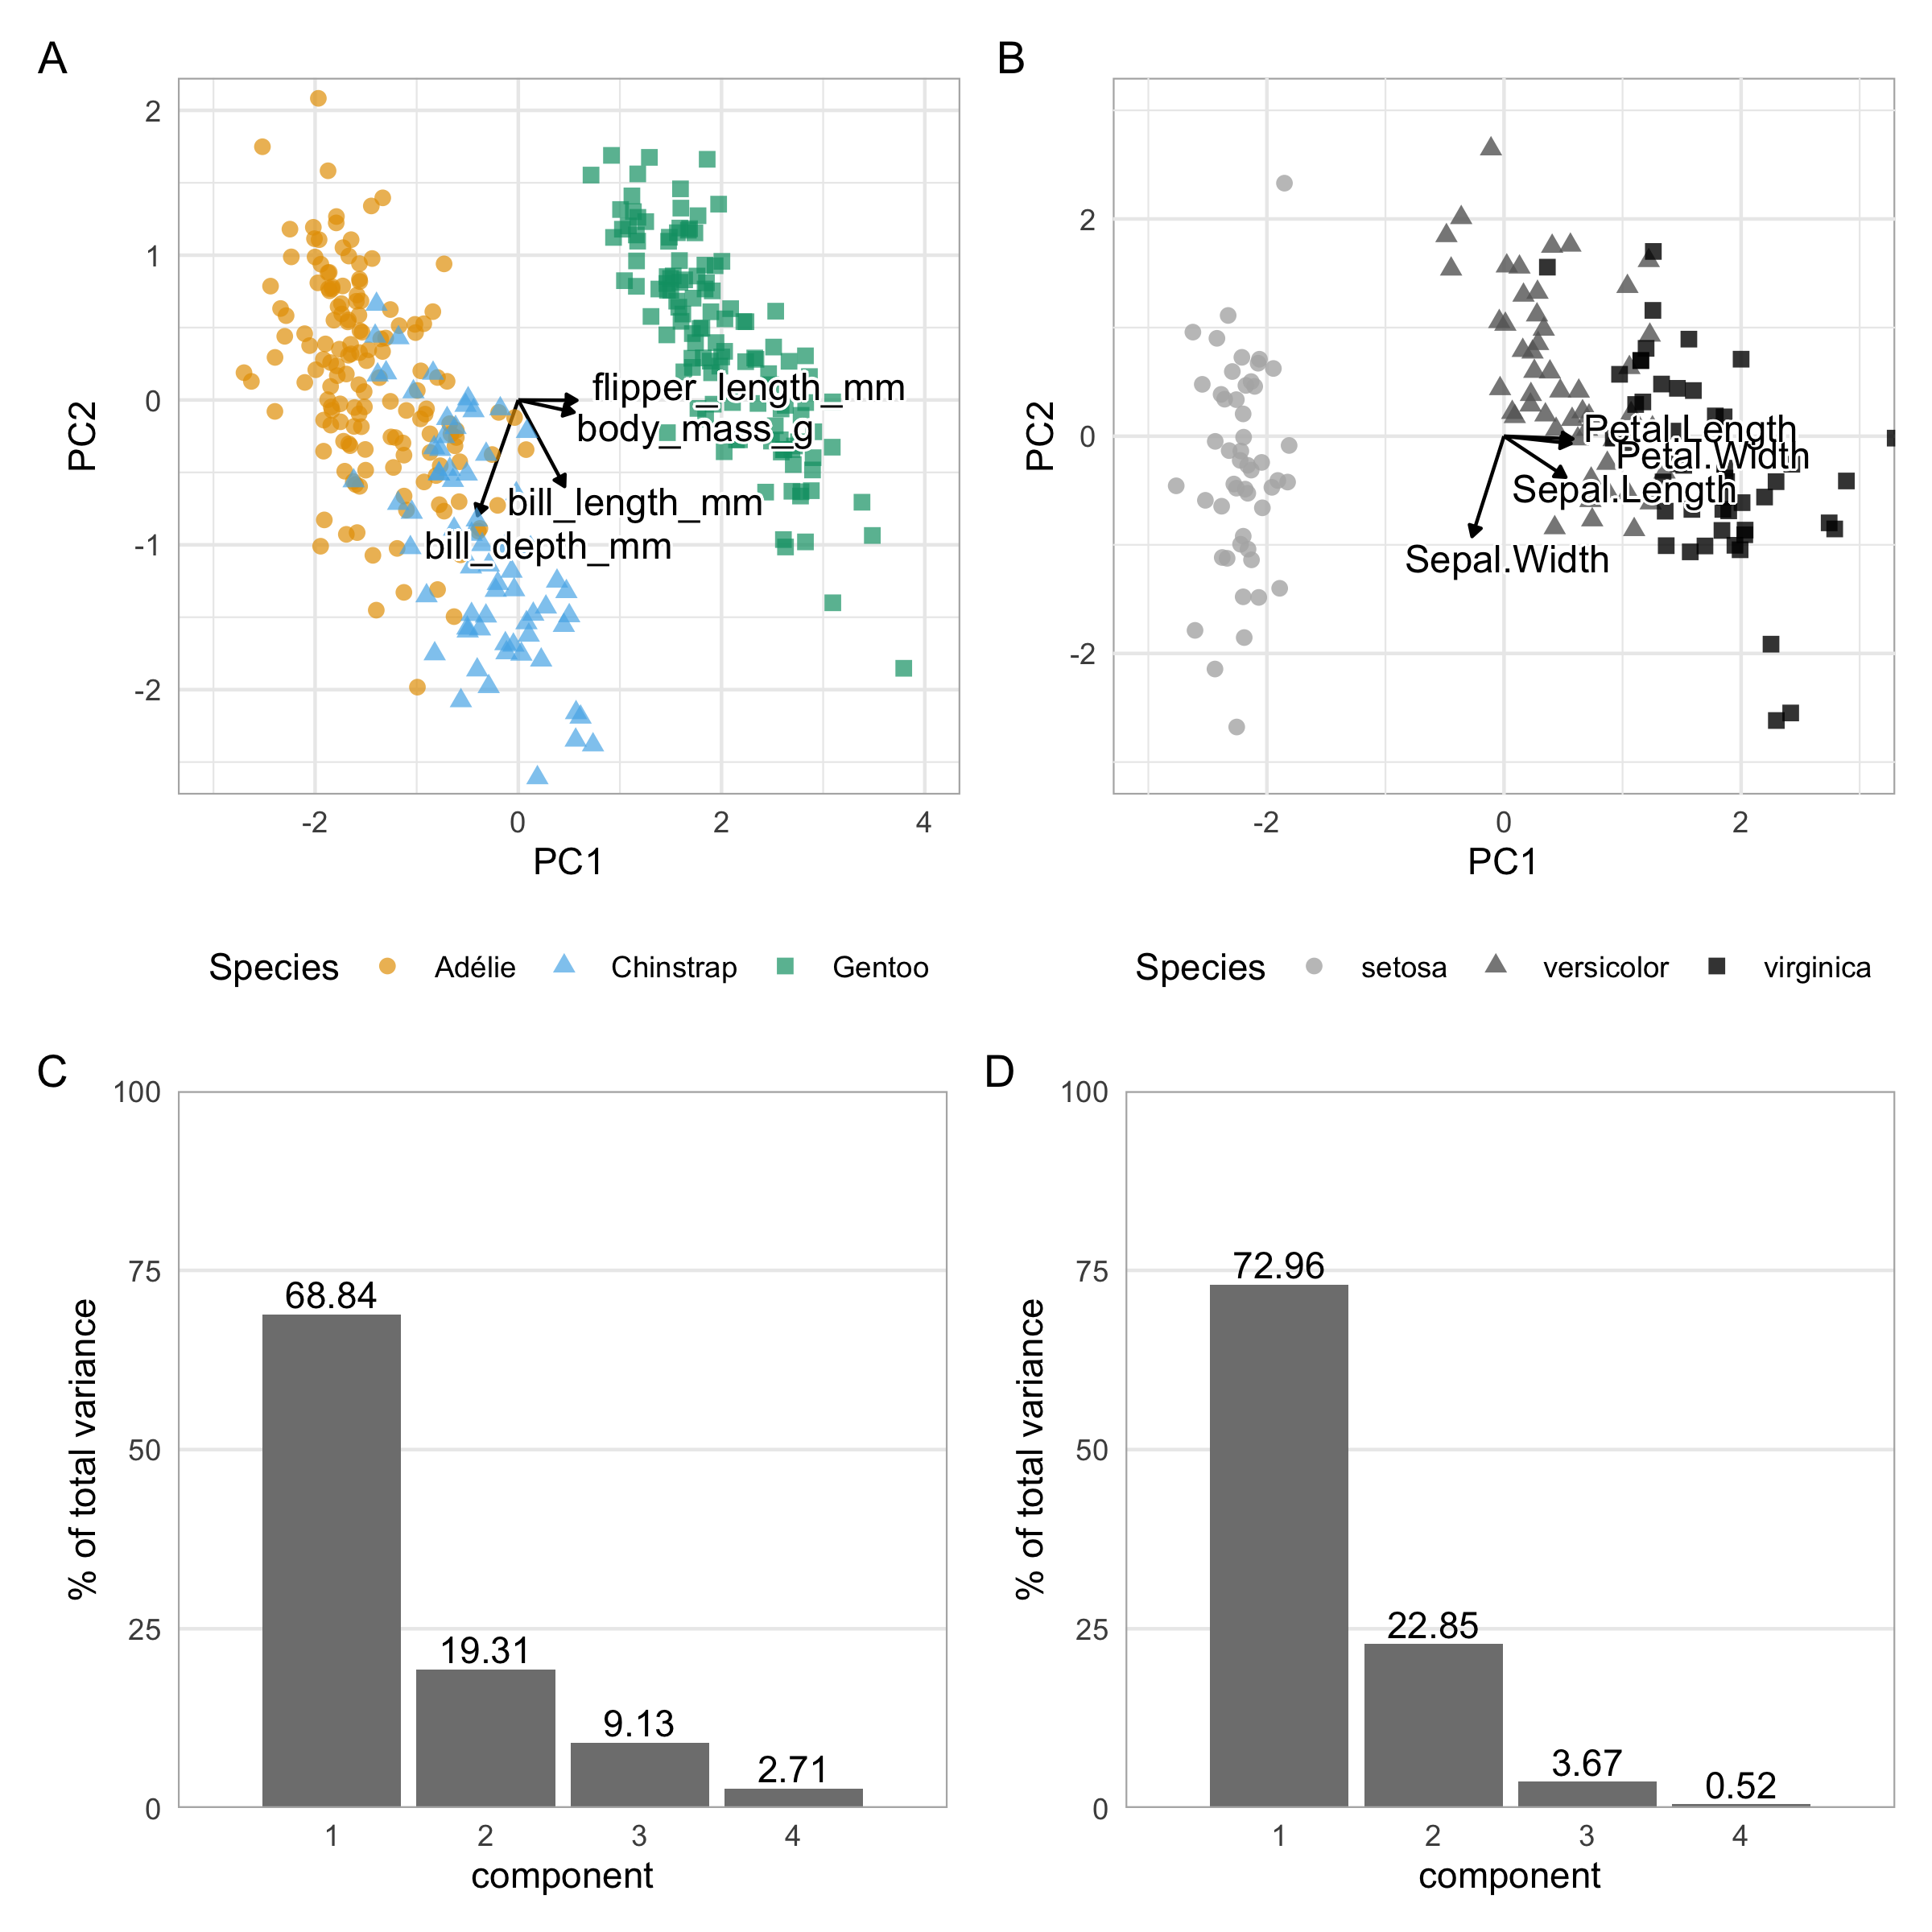 A
2
1
0
-1
-2
PC2
flipper_length_mm
body_mass_g
bill_length_mm
bill_depth_mm
-2 0 2 4
PC1
Species Adélie Chinstrap Gentoo
B
2
0
-2
PC2
Petal.Length
Petal.Width
Sepal.Length
Sepal.Width
-2 0 2
PC1
Species setosa versicolor virginica
C
100
75
50
25
0
% of total variance
68.84
19.31
9.13
2.71
1 2 3 4
component
D
100
75
50
25
0
% of total variance
72.96
22.85
3.67
0.52
1 2 3 4
component